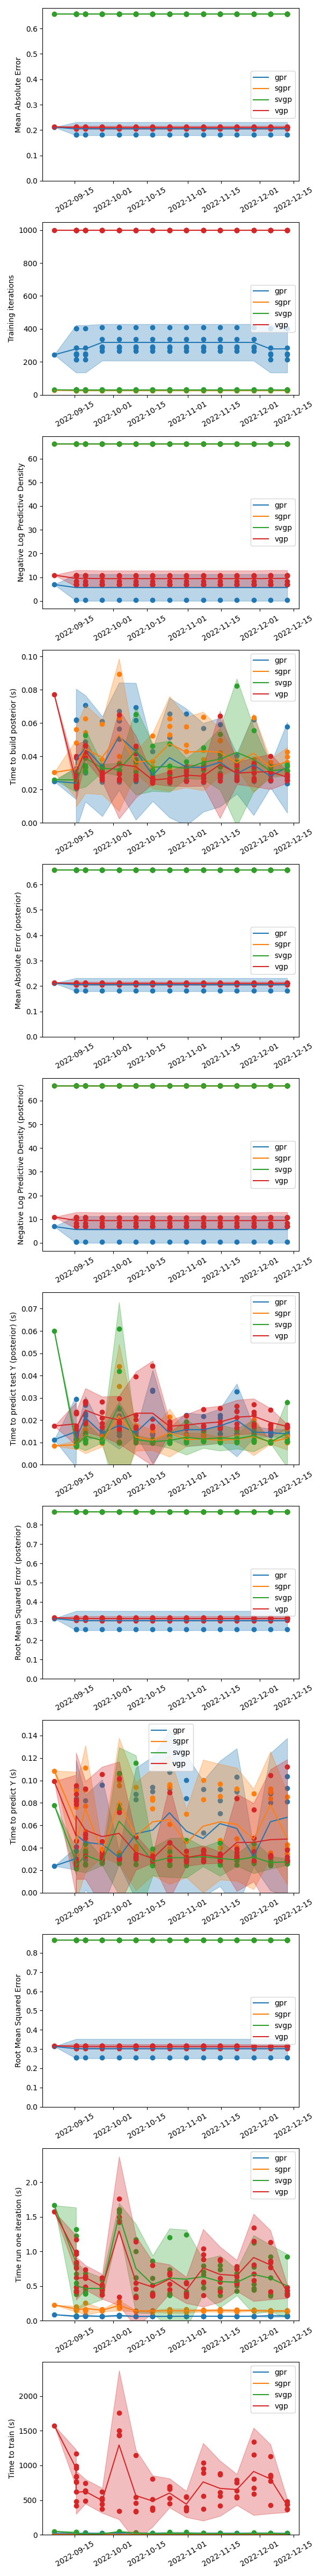 Mean Absolute Error
0.6
0.5
0.4
0.3
0.2
0.1
0.0
gpr
sgpr
svgp
vgp
2022-09-15
2022-10-01
2022-10-15
2022-11-01
2022-11-15
2022-12-01
2022-12-15
Training iterations
1000
800
600
400
200
0
gpr
sgpr
svgp
vgp
2022-09-15
2022-10-01
2022-10-15
2022-11-01
2022-11-15
2022-12-01
2022-12-15
Negative Log Predictive Density
60
50
40
30
20
10
0
gpr
sgpr
svgp
vgp
2022-09-15
2022-10-01
2022-10-15
2022-11-01
2022-11-15
2022-12-01
2022-12-15
Time to build posterior (s)
0.10
0.08
0.06
0.04
0.02
0.00
gpr
sgpr
svgp
vgp
2022-09-15
2022-10-01
2022-10-15
2022-11-01
2022-11-15
2022-12-01
2022-12-15
Mean Absolute Error (posterior)
0.6
0.5
0.4
0.3
0.2
0.1
0.0
gpr
sgpr
svgp
vgp
2022-09-15
2022-10-01
2022-10-15
2022-11-01
2022-11-15
2022-12-01
2022-12-15
Negative Log Predictive Density (posterior)
60
50
40
30
20
10
0
gpr
sgpr
svgp
vgp
2022-09-15
2022-10-01
2022-10-15
2022-11-01
2022-11-15
2022-12-01
2022-12-15
Time to predict test Y (posterior) (s)
0.07
0.06
0.05
0.04
0.03
0.02
0.01
0.00
gpr
sgpr
svgp
vgp
2022-09-15
2022-10-01
2022-10-15
2022-11-01
2022-11-15
2022-12-01
2022-12-15
Root Mean Squared Error (posterior)
0.8
0.7
0.6
0.5
0.4
0.3
0.2
0.1
0.0
gpr
sgpr
svgp
vgp
2022-09-15
2022-10-01
2022-10-15
2022-11-01
2022-11-15
2022-12-01
2022-12-15
Time to predict Y (s)
0.14
0.12
0.10
0.08
0.06
0.04
0.02
0.00
gpr
sgpr
svgp
vgp
2022-09-15
2022-10-01
2022-10-15
2022-11-01
2022-11-15
2022-12-01
2022-12-15
Root Mean Squared Error
0.8
0.7
0.6
0.5
0.4
0.3
0.2
0.1
0.0
gpr
sgpr
svgp
vgp
2022-09-15
2022-10-01
2022-10-15
2022-11-01
2022-11-15
2022-12-01
2022-12-15
Time run one iteration (s)
2.0
1.5
1.0
0.5
0.0
gpr
sgpr
svgp
vgp
2022-09-15
2022-10-01
2022-10-15
2022-11-01
2022-11-15
2022-12-01
2022-12-15
Time to train (s)
2000
1500
1000
500
0
gpr
sgpr
svgp
vgp
2022-09-15
2022-10-01
2022-10-15
2022-11-01
2022-11-15
2022-12-01
2022-12-15